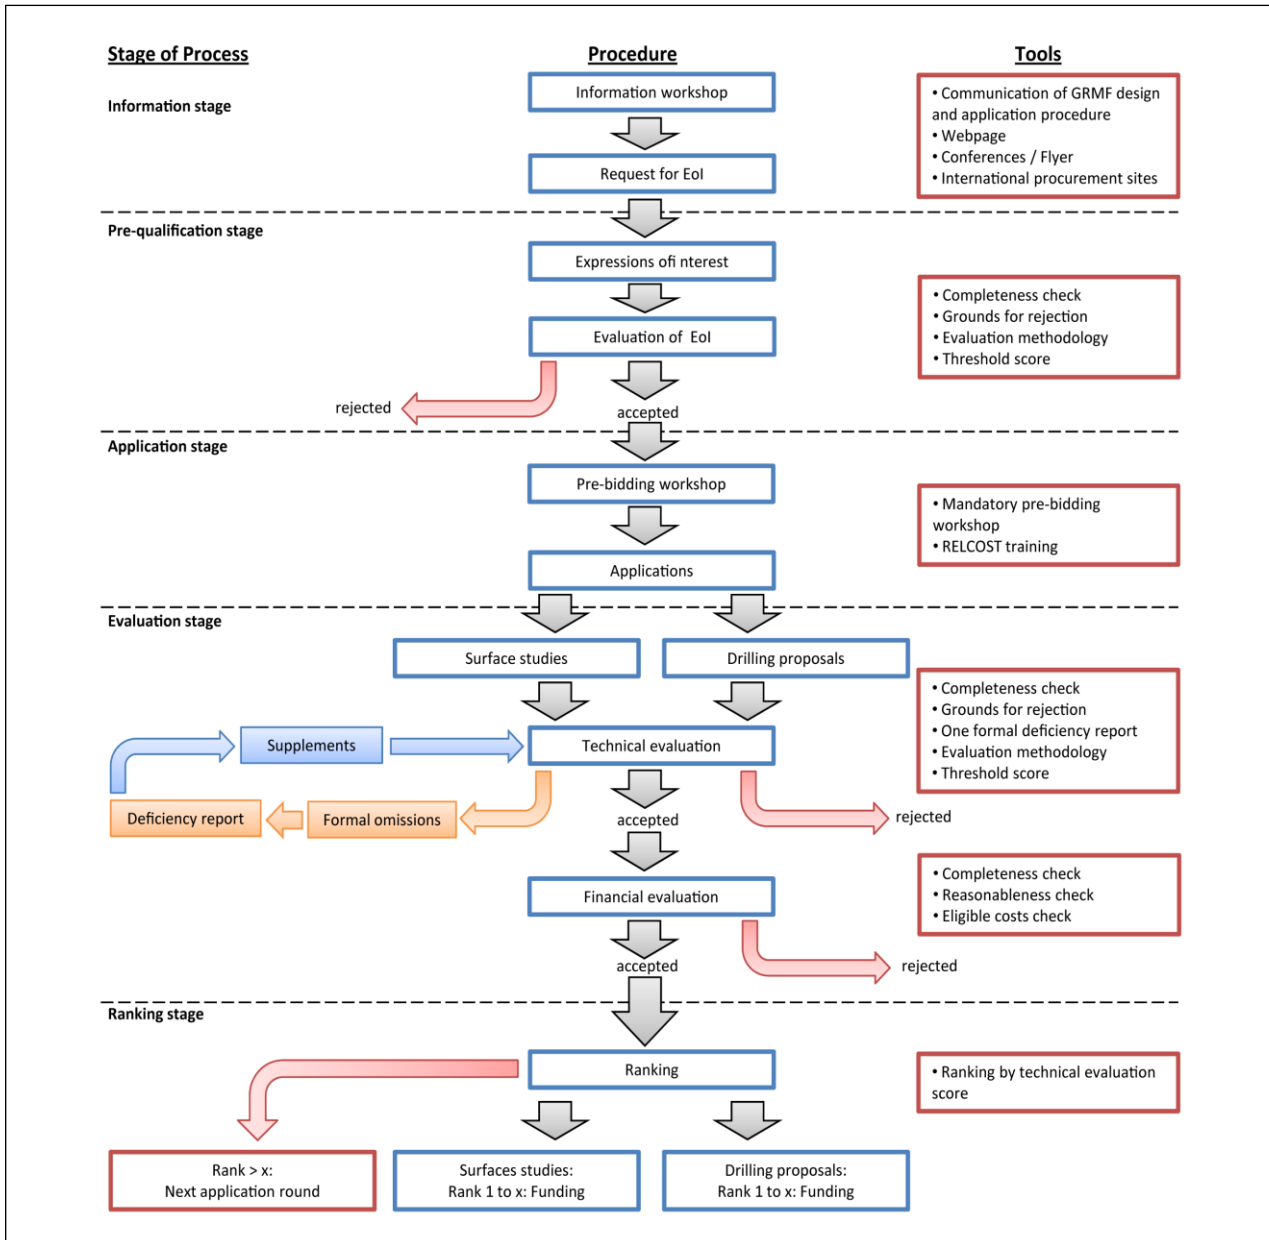 Stage of Process
Procedure
Tools
Information stage
Information workshop
Request for EoI
• Communication of GRMF design
and application procedure
• Webpage
• Conferences / Flyer
• International procurement sites
Pre-qualification stage
Expressions of nterest
Evaluation of EoI
rejected
accepted
• Completeness check
• Grounds for rejection
• Evaluation methodology
• Threshold score
Application stage
Pre-bidding workshop
Applications
• Mandatory pre-bidding
workshop
• RELCOST training
Evaluation stage
Surface studies
Drilling proposals
Supplements
Technical evaluation
Deficiency report
Formal omissions
accepted
rejected
• Completeness check
• Grounds for rejection
• One formal deficiency report
• Evaluation methodology
• Threshold score
Financial evaluation
accepted
rejected
• Completeness check
• Reasonableness check
• Eligible costs check
Ranking stage
Ranking
• Ranking by technical evaluation
score
Rank > x:
Next application round
Surfaces studies:
Rank 1 to x: Funding
Drilling proposals:
Rank 1 to x: Funding